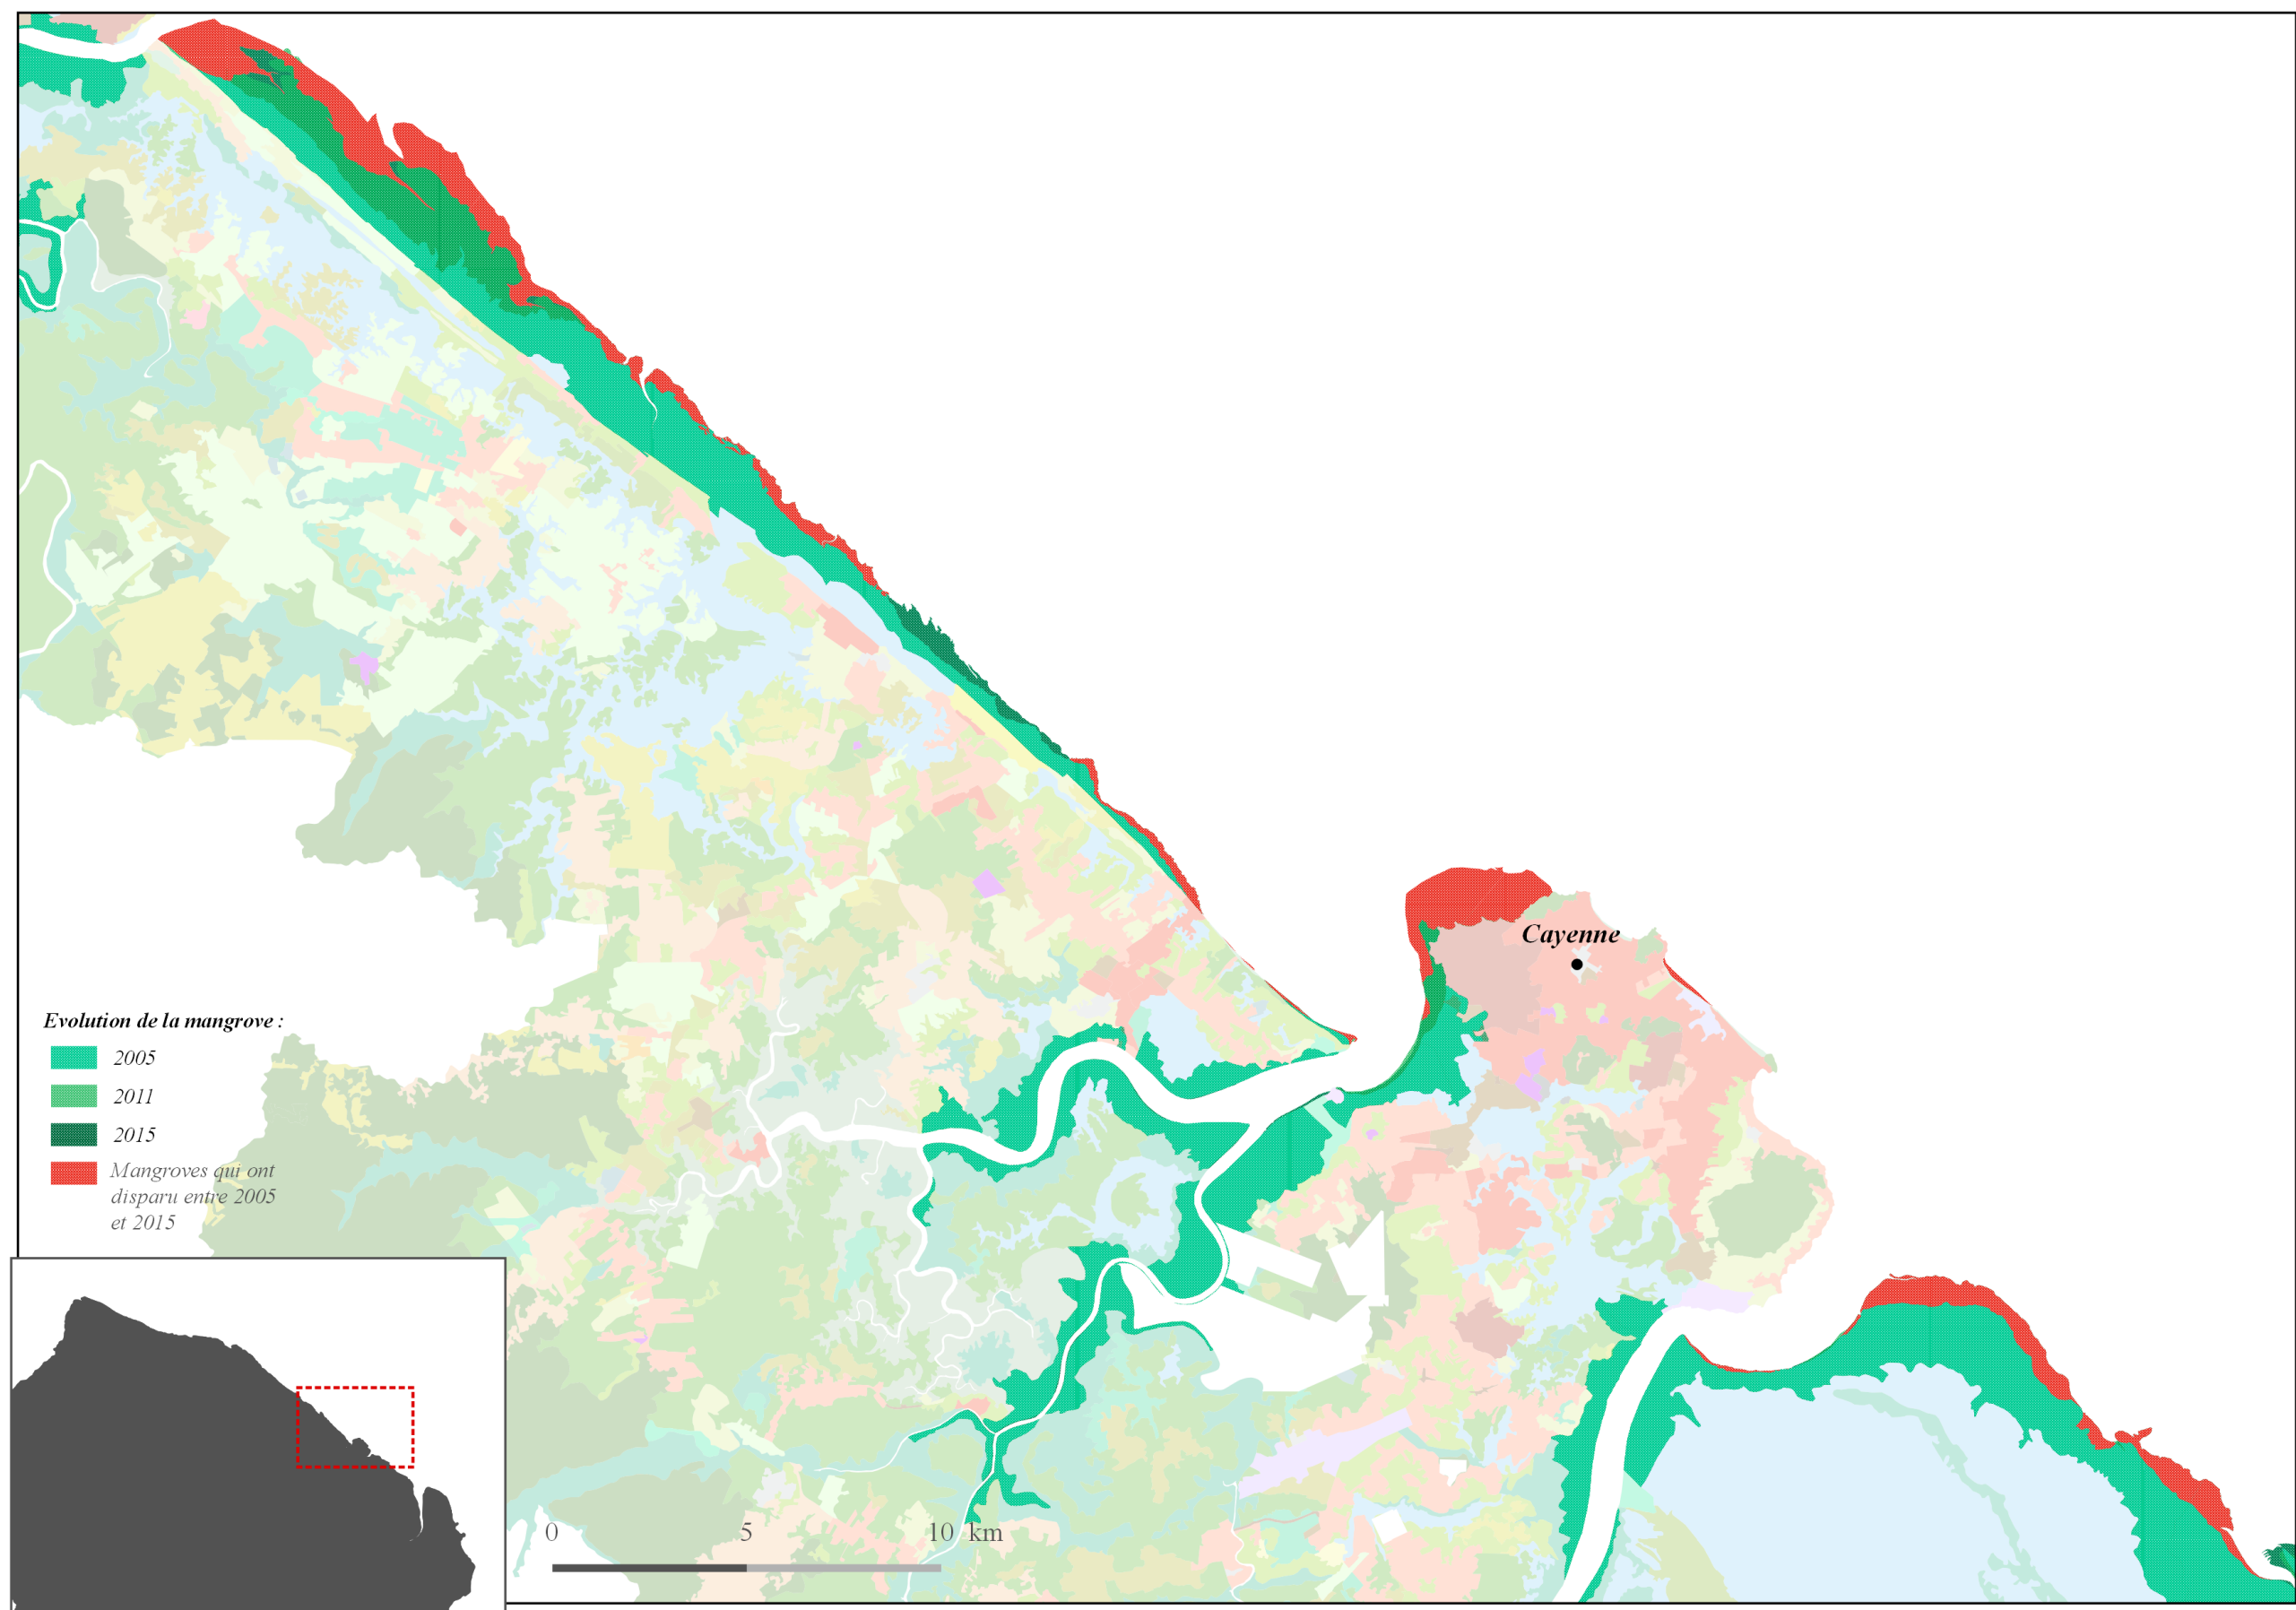 Cayenne
Evolution de la mangrove :
2005
2011
2015
Mangroves qui ont
disparu entre 2005
et 2015
0 5 10 km